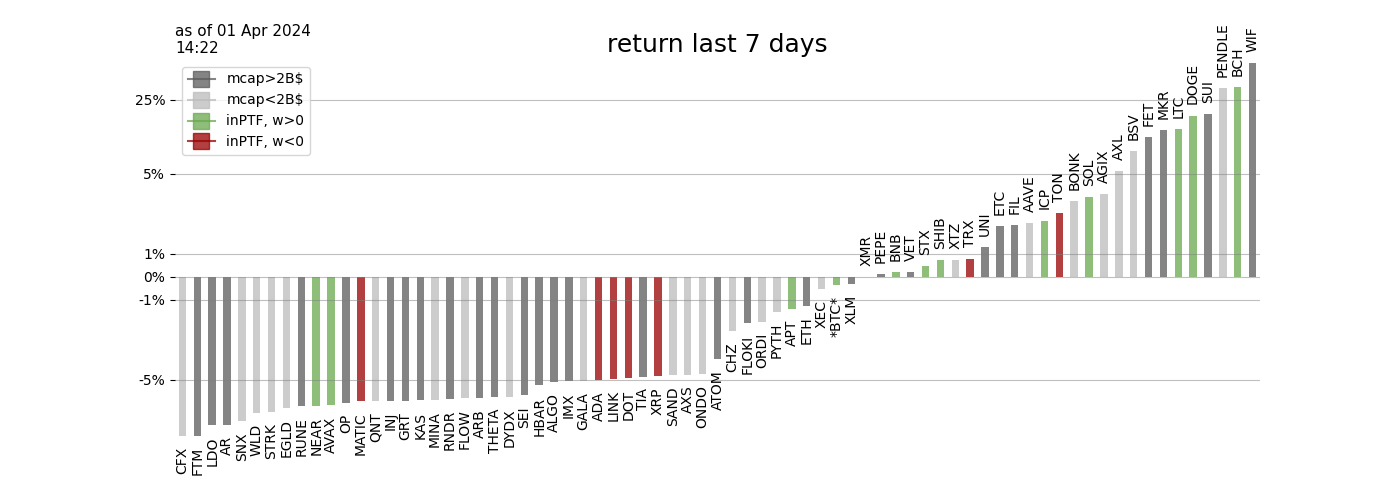 as of 01 Apr 2024
14:22
return last 7 days
mcap>2B$
mcap<2B$
inPTF, w>0
inPTF, w<0
25%
5%
1%
0%
-1%
-5%
CFX
FTM
LDO
AR
SNX
WLD
STRK
EGLD
RUNE
NEAR
AVAX
OP
MATIC
QNT
INJ
GRT
KAS
MINA
RNDR
FLOW
ARB
THETA
DYDX
SEI
HBAR
ALGO
IMX
GALA
ADA
LINK
DOT
TIA
XRP
SAND
AXS
ONDO
ATOM
CHZ
FLOKI
ORDI
PYTH
APT
ETH
XEC
*BTC*
XLM
XMR
PEPE
BNB
VET
STX
SHIB
XTZ
TRX
UNI
ETC
FIL
AAVE
ICP
TON
BONK
SOL
AGIX
AXL
BSV
FET
MKR
LTC
DOGE
SUI
PENDLE
BCH
WIF